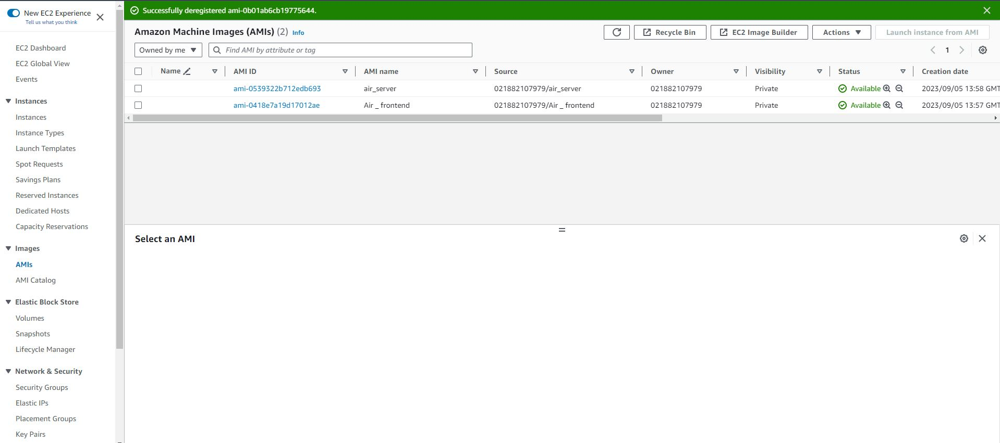 New EC2 Experience
Tell us what you think
EC2 Dashboard
EC2 Global View
Events
Instances
Instances
Instance Types
Launch Templates
Spot Requests
Savings Plans
Reserved Instances
Dedicated Hosts
Capacity Reservations
Images
AMIs
AMI Catalog
Elastic Block Store
Volumes
Snapshots
Lifecycle Manager
Network & Security
Security Groups
Elastic IPs
Placement Groups
Key Pairs
Successfully deregistered ami-0b01ab6cb19775644.
Amazon Machine Images (AMIs) (2) Info
Recycle Bin EC2 Image Builder Actions Launch instance from AMI
Owned by me Find AMI by attribute or tag 1
Name AMI ID AMI name Source Owner Visibility Status Creation date
ami-0539322b712edb693 air_server 021882107979/air_server 021882107979 Private Available 2023/09/05 13:58 GMT
ami-0418e7a19d17012ae Air _ frontend 021882107979/Air _ frontend 021882107979 Private Available 2023/09/05 13:57 GMT
Select an AMI